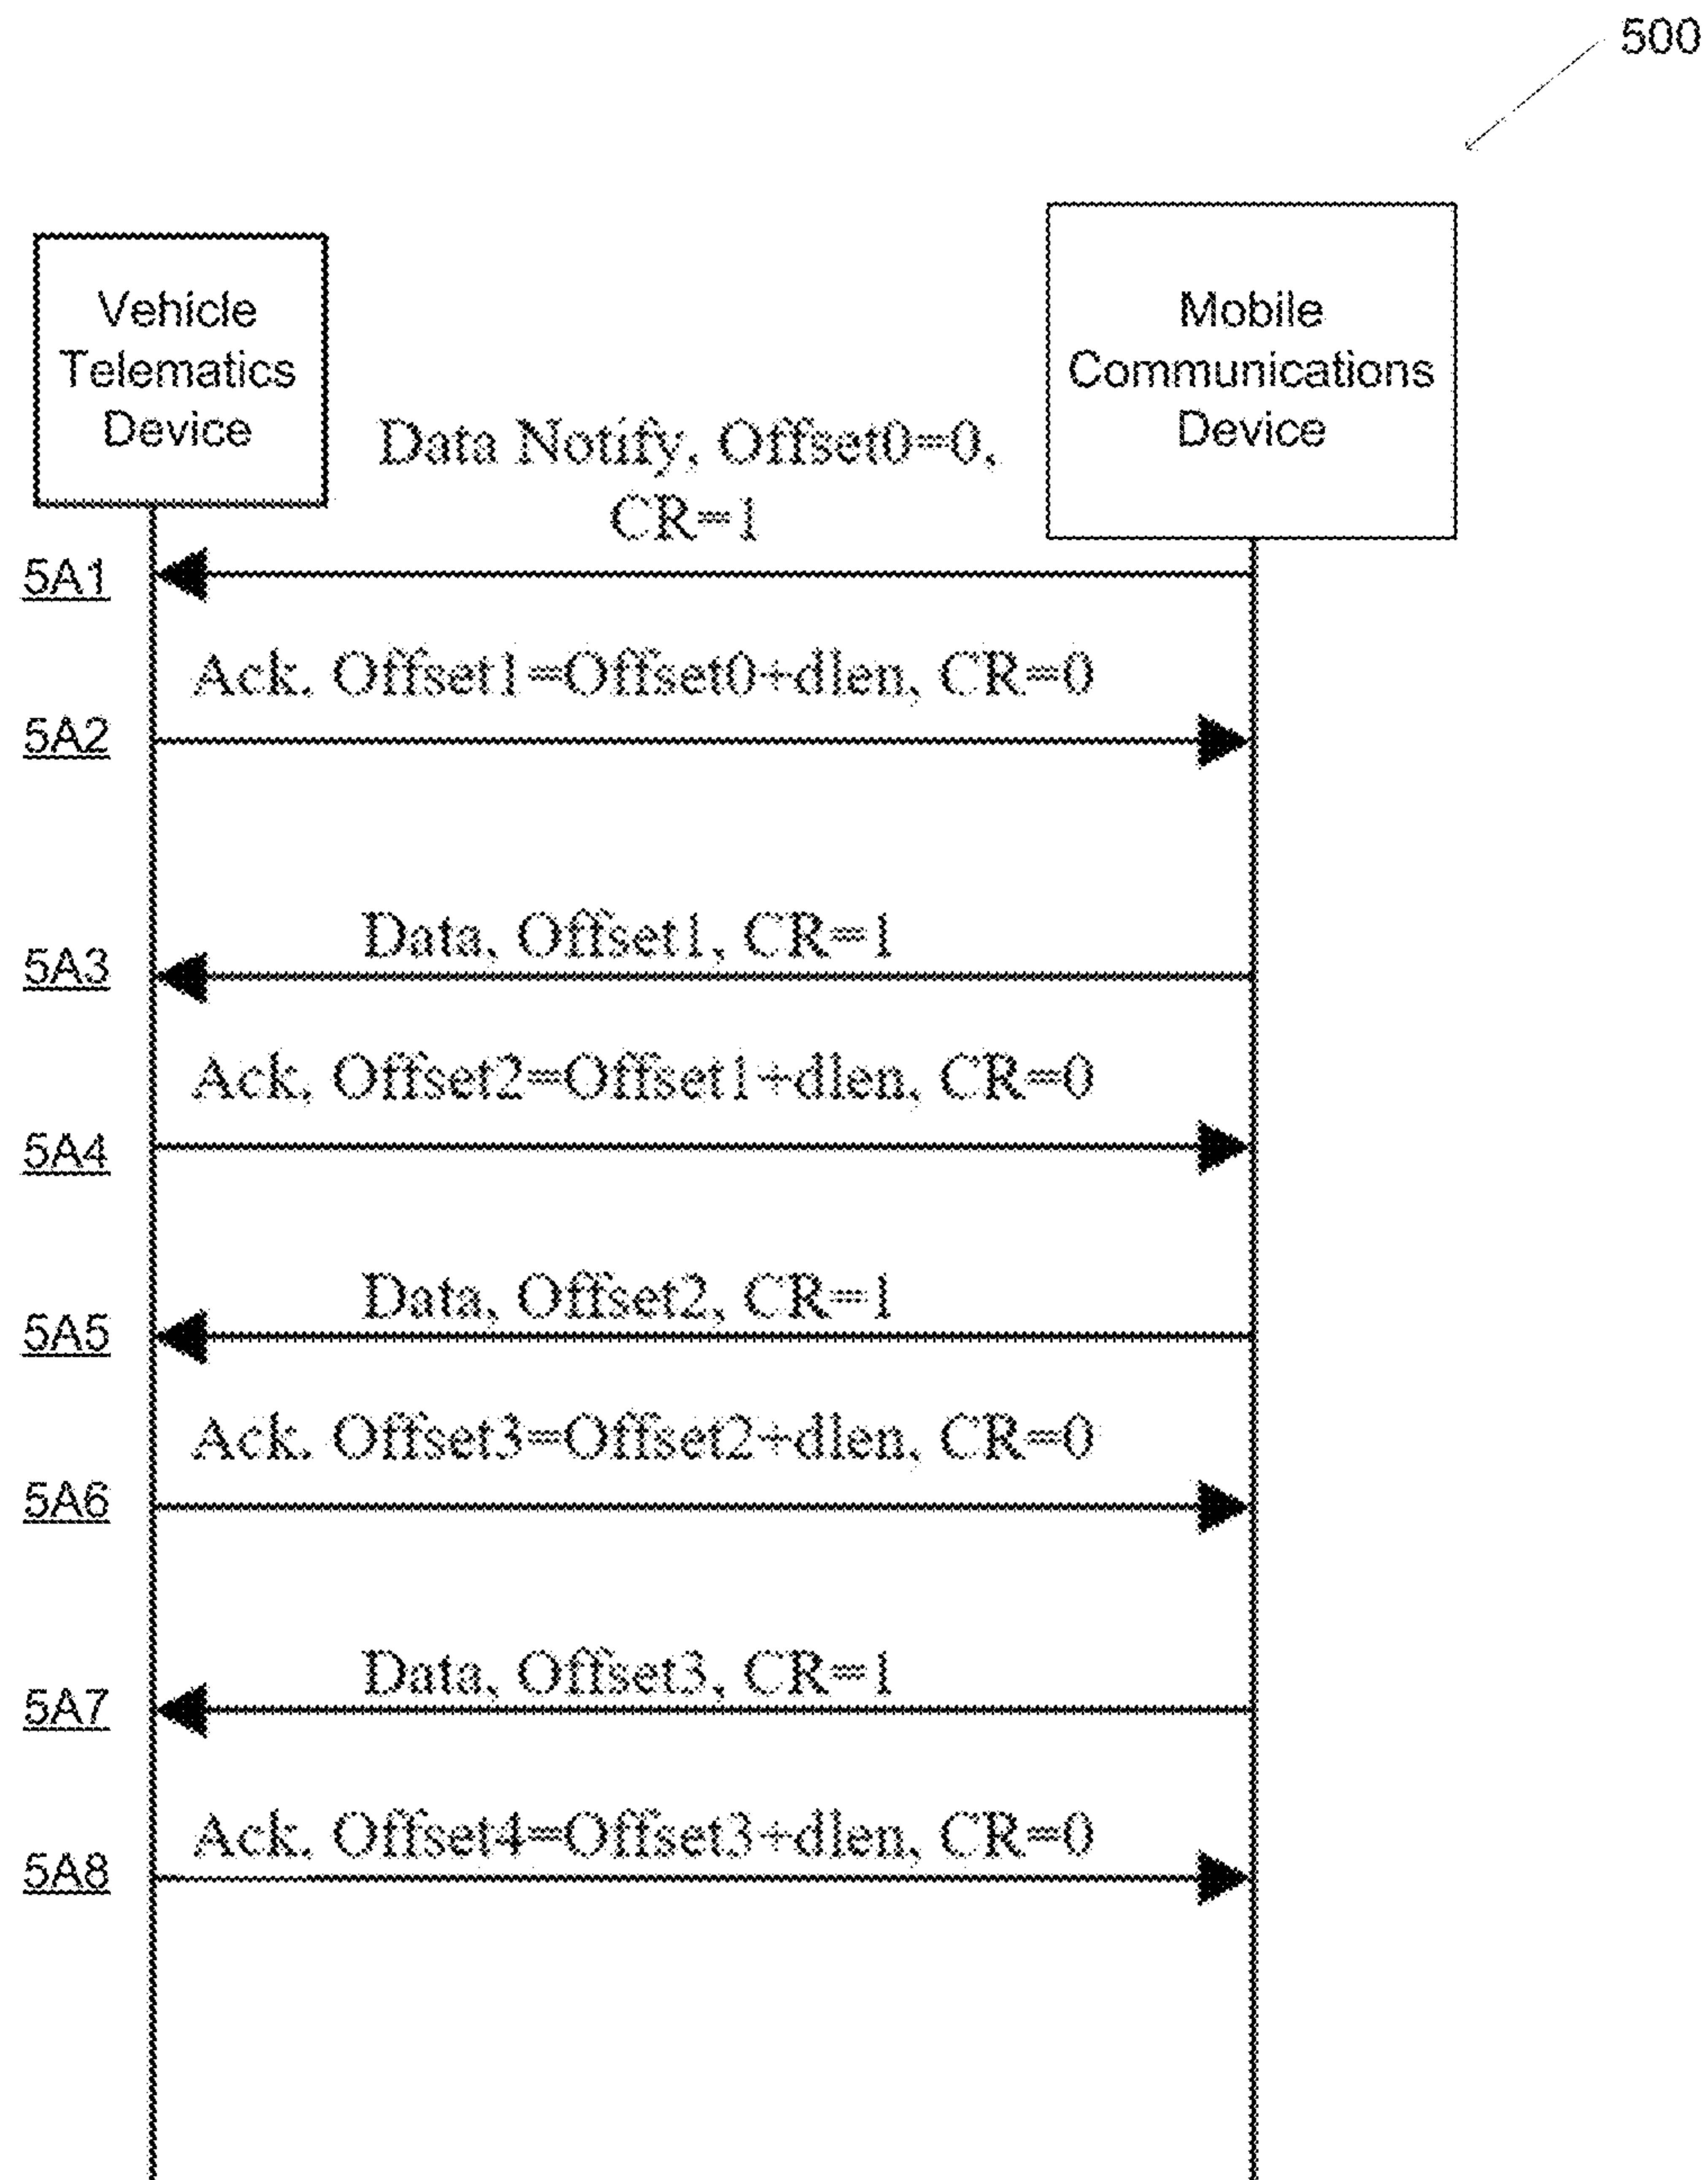 500
Vehicle
Telematics
Device
Mobile
Communications
Device
Data Notify, Offset0=0,
CR=1
5A1
Ack. Offset1=Offset0+dlen, CR=0
5A2
Data, Offset1, CR=1
5A3
Ack, Offset2=Offset1+dlen, CR=0
5A4
Data, Offset2, CR=1
5A5
Ack. Offset3=Offset2+dlen, CR=0
5A6
Data, Offset3, CR=1
5A7
Ack. Offset4=Offset3+dlen, CR=0
5A8